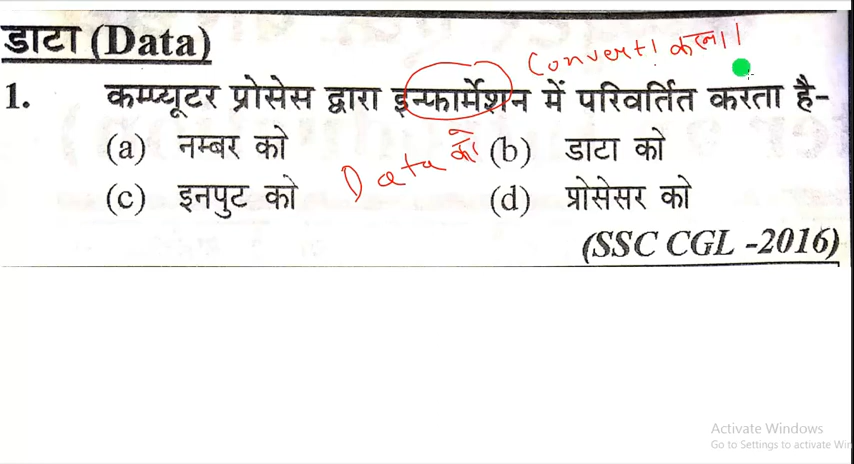 डाटा (Data)
Convert। करना।।
1. कम्प्यूटर प्रोसेस द्वारा इन्फार्मेशन में परिवर्तित करता है-
(a) नम्बर को (b) डाटा को
Data को
(c) इनपुट को (d) प्रोसेसर को
(SSC CGL -2016)
Activate Windows
Go to Settings to activate Wi